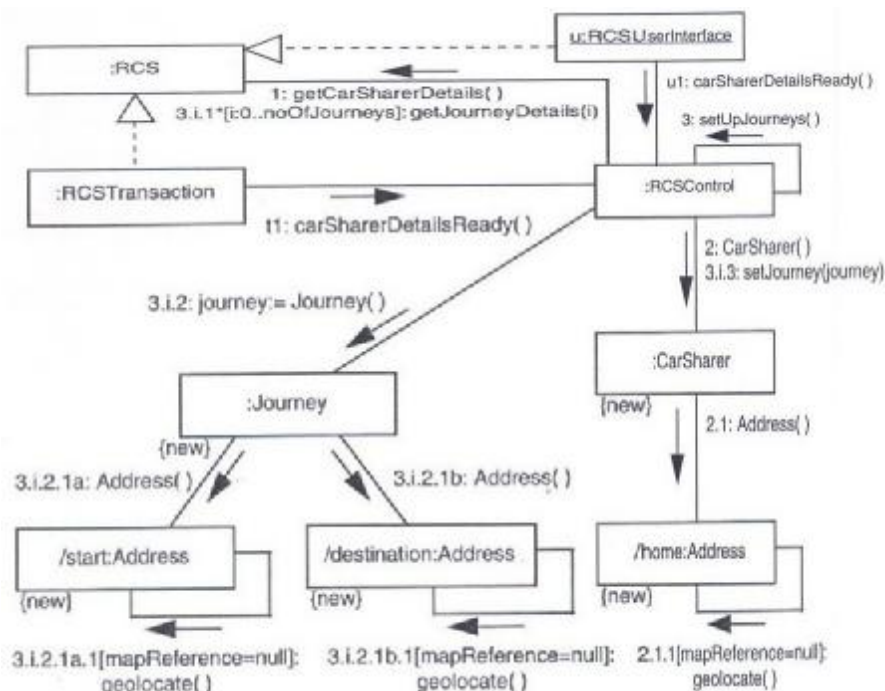 u:RCSUserInterface
:RCS
1: getCarSharerDetails( )
3.i.1*[i:0..noOfJourneys]: getJourneyDetails(i)
u1: carSharerDetailsReady( )
3: setUpJourneys( )
:RCSTransaction
:RCSControl
t1: carSharerDetailsReady( )
2: CarSharer( )
3.i.3: setJourney(journey)
3.i.2: journey:= Journey( )
:CarSharer
{new}
:Journey
{new}
2.1: Address( )
3.i.2.1a: Address( )
3.i.2.1b: Address( )
/start:Address
{new}
/destination:Address
{new}
/home:Address
{new}
3.i.2.1a.1[mapReference=null]:
geolocate( )
3.i.2.1b.1[mapReference=null]:
geolocate( )
2.1.1[mapReference=null]:
geolocate( )